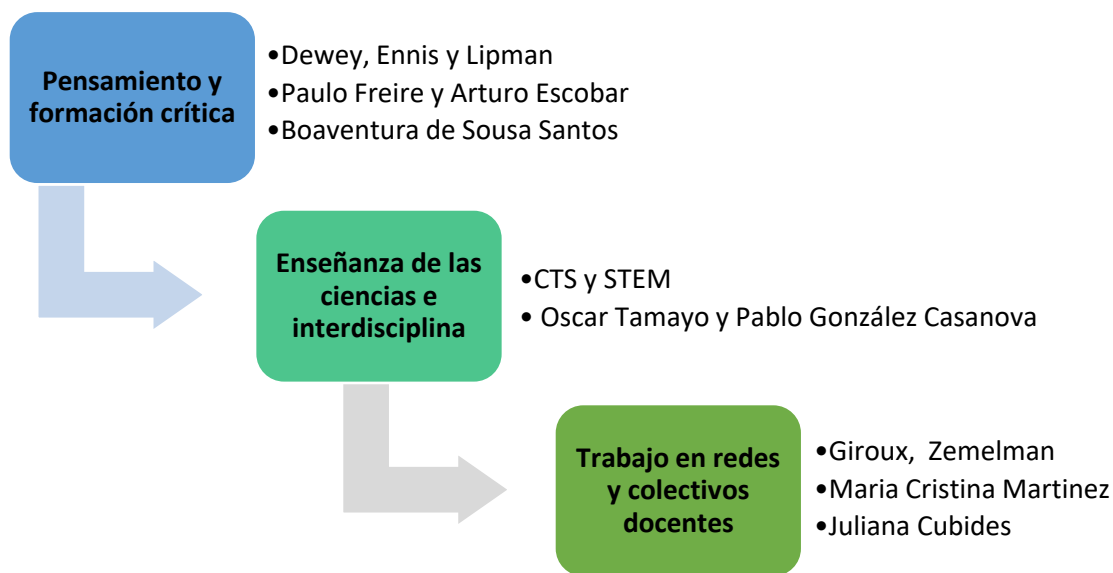 Pensamiento y
formación crítica
•Dewey, Ennis y Lipman
•Paulo Freire y Arturo Escobar
•Boaventura de Sousa Santos
Enseñanza de las
ciencias e
interdisciplina
•CTS y STEM
• Oscar Tamayo y Pablo González Casanova
Trabajo en redes
y colectivos
docentes
•Giroux, Zemelman
•Maria Cristina Martinez
•Juliana Cubides